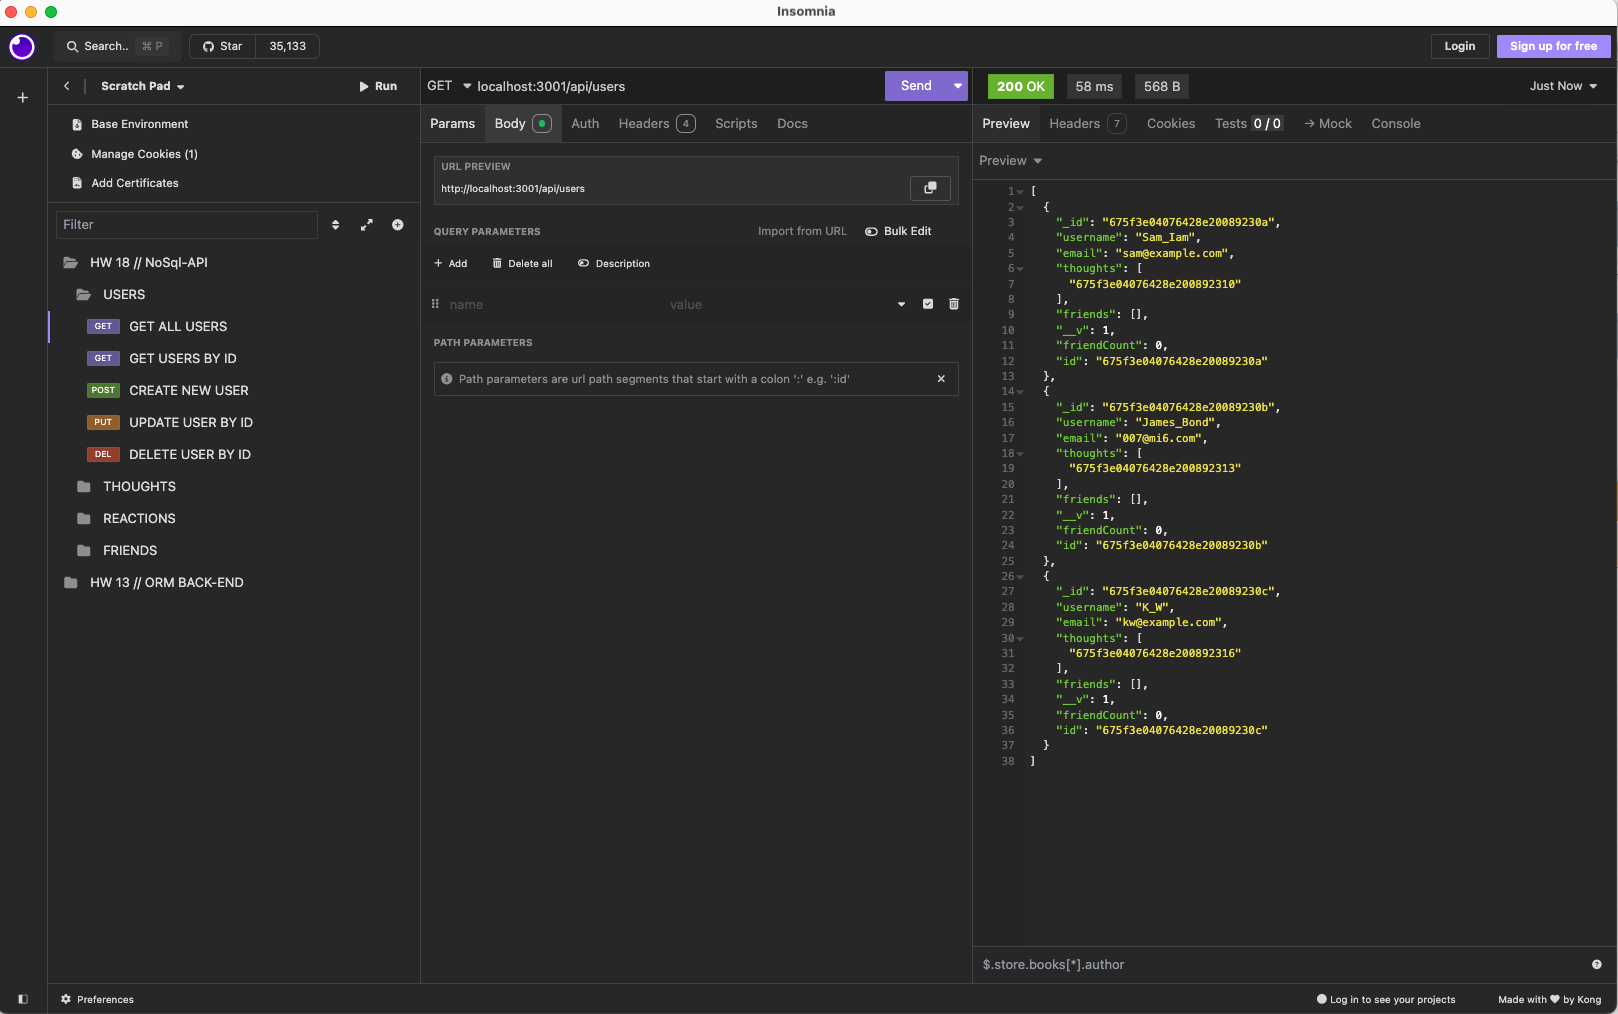 Insomnia
Search.. ⌘ P
Star 35,133
Login
Sign up for free
Scratch Pad
Run
Base Environment
Manage Cookies (1)
Add Certificates
Filter
HW 18 // NoSql-API
USERS
GET GET ALL USERS
GET GET USERS BY ID
POST CREATE NEW USER
PUT UPDATE USER BY ID
DEL DELETE USER BY ID
THOUGHTS
REACTIONS
FRIENDS
HW 13 // ORM BACK-END
GET localhost:3001/api/users
Send
Params Body Auth Headers 4 Scripts Docs
URL PREVIEW
http://localhost:3001/api/users
QUERY PARAMETERS
Import from URL Bulk Edit
+ Add Delete all Description
name value
PATH PARAMETERS
Path parameters are url path segments that start with a colon ':' e.g. ':id'
200 OK 58 ms 568 B
Just Now
Preview Headers 7 Cookies Tests 0 / 0 → Mock Console
Preview
1 [
2 {
3 "_id": "675f3e04076428e20089230a",
4 "username": "Sam_Iam",
5 "email": "sam@example.com",
6 "thoughts": [
7 "675f3e04076428e200892310"
8 ],
9 "friends": [],
10 "__v": 1,
11 "friendCount": 0,
12 "id": "675f3e04076428e20089230a"
13 },
14 {
15 "_id": "675f3e04076428e20089230b",
16 "username": "James_Bond",
17 "email": "007@mi6.com",
18 "thoughts": [
19 "675f3e04076428e200892313"
20 ],
21 "friends": [],
22 "__v": 1,
23 "friendCount": 0,
24 "id": "675f3e04076428e20089230b"
25 },
26 {
27 "_id": "675f3e04076428e20089230c",
28 "username": "K_W",
29 "email": "kw@example.com",
30 "thoughts": [
31 "675f3e04076428e200892316"
32 ],
33 "friends": [],
34 "__v": 1,
35 "friendCount": 0,
36 "id": "675f3e04076428e20089230c"
37 }
38 ]
$.store.books[*].author
Preferences
Log in to see your projects
Made with ♥ by Kong